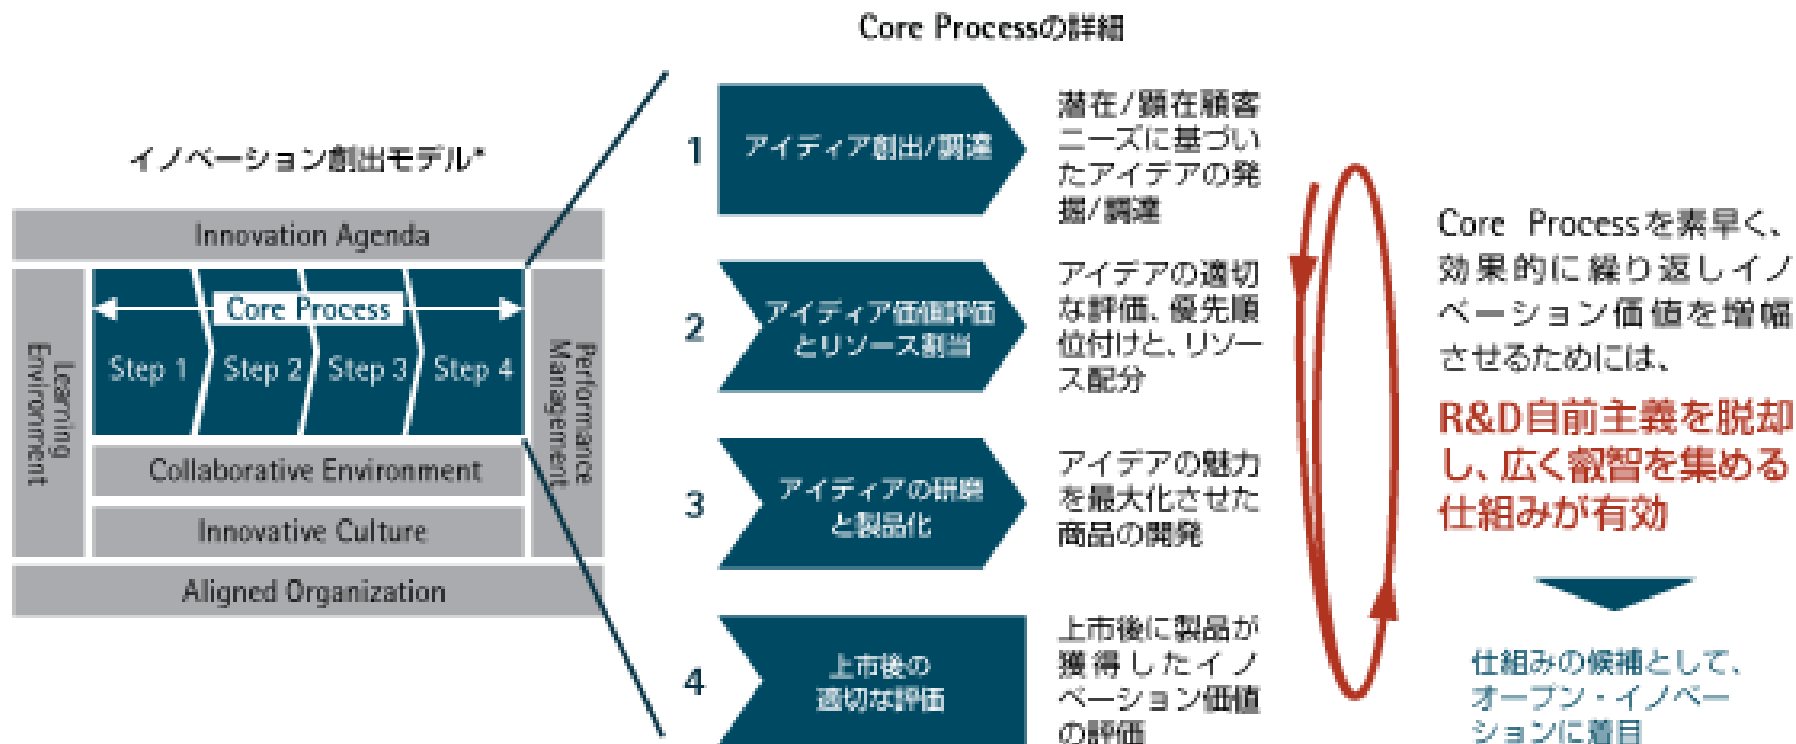 Core Processの詳細
イノベーション創出モデル*
Innovation Agenda
Learning
Environment
Core Process
Step 1
Step 2
Step 3
Step 4
Performance
Management
Collaborative Environment
Innovative Culture
Aligned Organization
1
アイディア創出/調達
潜在/顕在顧客
ニーズに基づい
たアイデアの発
掘/調達
2
アイディア価値評価
とリソース割当
アイデアの適切
な評価、優先順
位付けと、リソー
ス配分
3
アイディアの研磨
と製品化
アイデアの魅力
を最大化させた
商品の開発
4
上市後の
適切な評価
上市後に製品が
獲得したイノ
ベーション価値
の評価
Core Processを素早く、
効果的に繰り返しイノ
ベーション価値を増幅
させるためには、
R&D自前主義を脱却
し、広く叡智を集める
仕組みが有効
仕組みの候補として、
オープン・イノベー
ションに着目